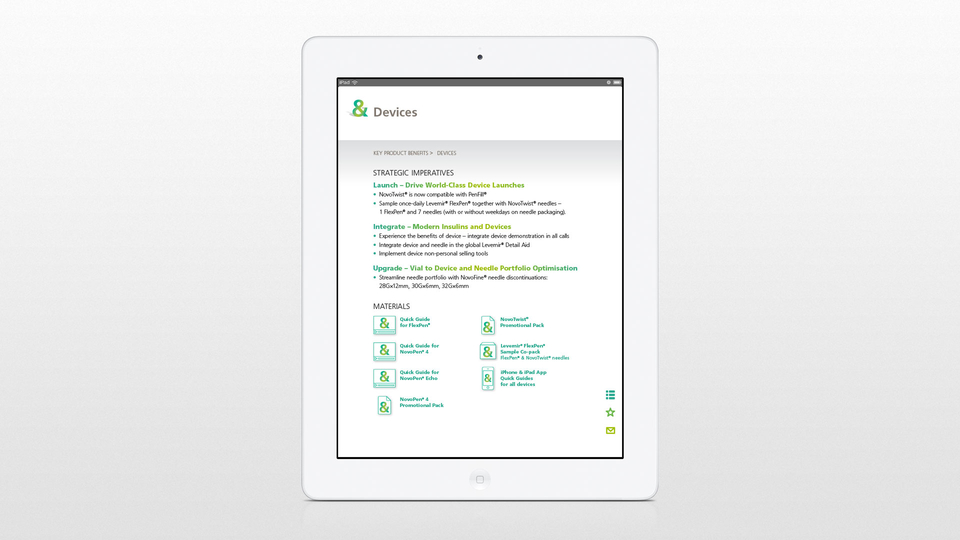 iPad
& Devices
KEY PRODUCT BENEFITS > DEVICES
STRATEGIC IMPERATIVES
Launch – Drive World-Class Device Launches
• NovoTwist® is now compatible with PenFill®
• Sample once-daily Levemir® FlexPen® together with NovoTwist® needles –
1 FlexPen® and 7 needles (with or without weekdays on needle packaging).
Integrate – Modern Insulins and Devices
• Experience the benefits of device – integrate device demonstration in all calls
• Integrate device and needle in the global Levemir® Detail Aid
• Implement device non-personal selling tools
Upgrade – Vial to Device and Needle Portfolio Optimisation
• Streamline needle portfolio with NovoFine® needle discontinuations:
28Gx12mm, 30Gx6mm, 32Gx6mm
MATERIALS
& Quick Guide
for FlexPen®
& Quick Guide for
NovoPen® 4
& Quick Guide for
NovoPen® Echo
& NovoPen® 4
Promotional Pack
& NovoTwist®
Promotional Pack
& Levemir® FlexPen®
Sample Co-pack
FlexPen® & NovoTwist® needles
& iPhone & iPad App
Quick Guides
for all devices